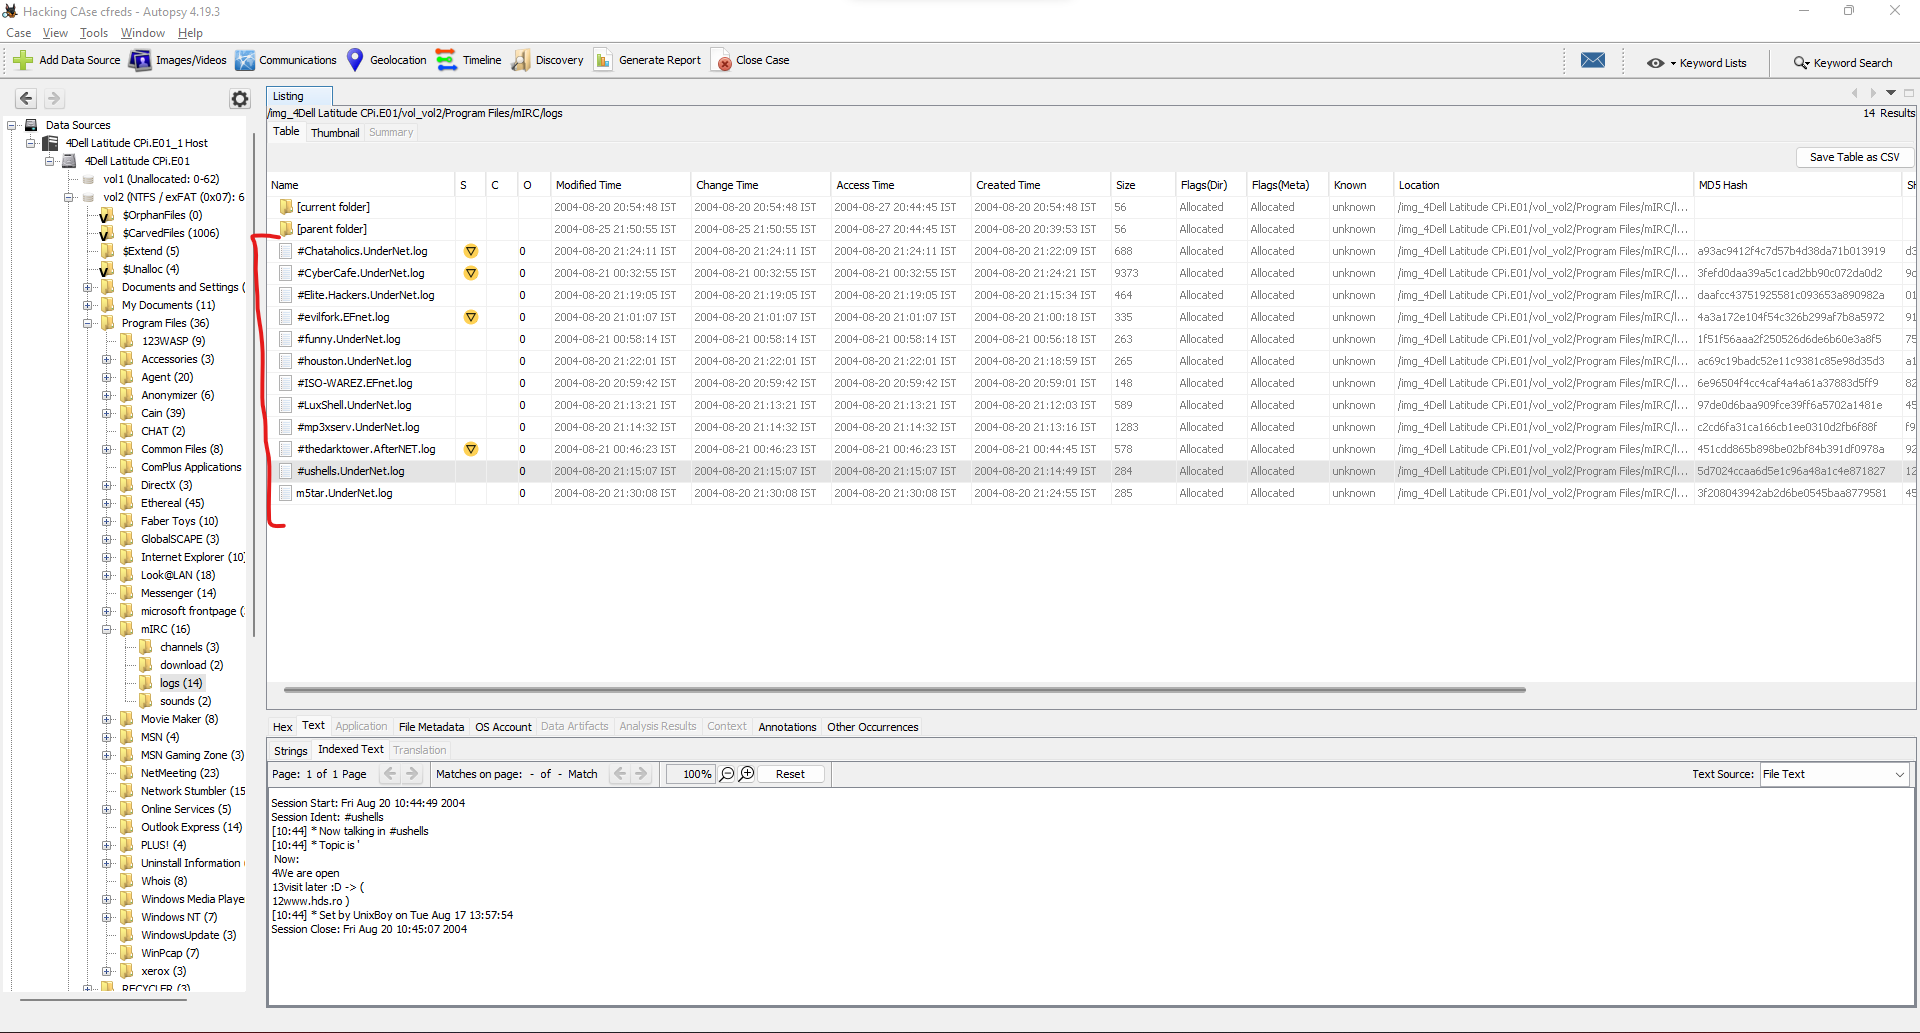 Hacking CAse cfreds - Autopsy 4.19.3
Case View Tools Window Help
Add Data Source Images/Videos Communications Geolocation Timeline Discovery Generate Report Close Case Keyword Lists Keyword Search
Data Sources
4Dell Latitude CPi.E01_1 Host
4Dell Latitude CPi.E01
vol1 (Unallocated: 0-62)
vol2 (NTFS / exFAT (0x07): 6
$OrphanFiles (0)
$CarvedFiles (1006)
$Extend (5)
$Unalloc (4)
Documents and Settings (
My Documents (11)
Program Files (36)
123WASP (9)
Accessories (3)
Agent (20)
Anonymizer (6)
Cain (39)
CHAT (2)
Common Files (8)
ComPlus Applications
DirectX (3)
Ethereal (45)
Faber Toys (10)
GlobalSCAPE (3)
Internet Explorer (10)
Look@LAN (18)
Messenger (14)
microsoft frontpage (
mIRC (16)
channels (3)
download (2)
logs (14)
sounds (2)
Movie Maker (8)
MSN (4)
MSN Gaming Zone (3)
NetMeeting (23)
Network Stumbler (15
Online Services (5)
Outlook Express (14)
PLUS! (4)
Uninstall Information
Whois (8)
Windows Media Playe
Windows NT (7)
WindowsUpdate (3)
WinPcap (7)
xerox (3)
RECYCLER (3)
Listing
/img_4Dell Latitude CPi.E01/vol_vol2/Program Files/mIRC/logs 14 Results
Table Thumbnail Summary
Save Table as CSV
Name S C O Modified Time Change Time Access Time Created Time Size Flags(Dir) Flags(Meta) Known Location MD5 Hash SH
[current folder] 2004-08-20 20:54:48 IST 2004-08-20 20:54:48 IST 2004-08-27 20:44:45 IST 2004-08-20 20:54:48 IST 56 Allocated Allocated unknown /img_4Dell Latitude CPi.E01/vol_vol2/Program Files/mIRC/l...
[parent folder] 2004-08-25 21:50:55 IST 2004-08-25 21:50:55 IST 2004-08-27 20:44:45 IST 2004-08-20 20:39:53 IST 56 Allocated Allocated unknown /img_4Dell Latitude CPi.E01/vol_vol2/Program Files/mIRC/l...
#Chataholics.UnderNet.log 0 2004-08-20 21:24:11 IST 2004-08-20 21:24:11 IST 2004-08-20 21:24:11 IST 2004-08-20 21:22:09 IST 688 Allocated Allocated unknown /img_4Dell Latitude CPi.E01/vol_vol2/Program Files/mIRC/l... a93ac9412f4c7d57b4d38da71b013919 d3
#CyberCafe.UnderNet.log 0 2004-08-21 00:32:55 IST 2004-08-21 00:32:55 IST 2004-08-21 00:32:55 IST 2004-08-20 21:24:21 IST 9373 Allocated Allocated unknown /img_4Dell Latitude CPi.E01/vol_vol2/Program Files/mIRC/l... 3fefd0daa39a5c1cad2bb90c072da0d2 9c
#Elite.Hackers.UnderNet.log 0 2004-08-20 21:19:05 IST 2004-08-20 21:19:05 IST 2004-08-20 21:19:05 IST 2004-08-20 21:15:34 IST 464 Allocated Allocated unknown /img_4Dell Latitude CPi.E01/vol_vol2/Program Files/mIRC/l... daafcc43751925581c093653a890982a 01
#evilfork.EFnet.log 0 2004-08-20 21:01:07 IST 2004-08-20 21:01:07 IST 2004-08-20 21:01:07 IST 2004-08-20 21:00:18 IST 335 Allocated Allocated unknown /img_4Dell Latitude CPi.E01/vol_vol2/Program Files/mIRC/l... 4a3a172e104f54c326b299af7b8a5972 91
#funny.UnderNet.log 0 2004-08-21 00:58:14 IST 2004-08-21 00:58:14 IST 2004-08-21 00:58:14 IST 2004-08-21 00:56:18 IST 263 Allocated Allocated unknown /img_4Dell Latitude CPi.E01/vol_vol2/Program Files/mIRC/l... 1f51f56aaa2f250526d6de6b60e3a8f5 75
#houston.UnderNet.log 0 2004-08-20 21:22:01 IST 2004-08-20 21:22:01 IST 2004-08-20 21:22:01 IST 2004-08-20 21:18:59 IST 265 Allocated Allocated unknown /img_4Dell Latitude CPi.E01/vol_vol2/Program Files/mIRC/l... ac69c19badc52e11c9381c85e98d35d3 a1
#ISO-WAREZ.EFnet.log 0 2004-08-20 20:59:42 IST 2004-08-20 20:59:42 IST 2004-08-20 20:59:42 IST 2004-08-20 20:59:01 IST 148 Allocated Allocated unknown /img_4Dell Latitude CPi.E01/vol_vol2/Program Files/mIRC/l... 6e96504f4cc4caf4a4a61a37883d5ff9 82
#LuxShell.UnderNet.log 0 2004-08-20 21:13:21 IST 2004-08-20 21:13:21 IST 2004-08-20 21:13:21 IST 2004-08-20 21:12:03 IST 589 Allocated Allocated unknown /img_4Dell Latitude CPi.E01/vol_vol2/Program Files/mIRC/l... 97de0d6baa909fce39ff6a5702a1481e 45
#mp3xserv.UnderNet.log 0 2004-08-20 21:14:32 IST 2004-08-20 21:14:32 IST 2004-08-20 21:14:32 IST 2004-08-20 21:13:16 IST 1283 Allocated Allocated unknown /img_4Dell Latitude CPi.E01/vol_vol2/Program Files/mIRC/l... c2cd6fa31ca166cb1ee0310d2fb6f88f f9
#thedarktower.AfterNET.log 0 2004-08-21 00:46:23 IST 2004-08-21 00:46:23 IST 2004-08-21 00:46:23 IST 2004-08-21 00:44:45 IST 578 Allocated Allocated unknown /img_4Dell Latitude CPi.E01/vol_vol2/Program Files/mIRC/l... 451cdd865b898be02bf84b391df0978a 92
#ushells.UnderNet.log 0 2004-08-20 21:15:07 IST 2004-08-20 21:15:07 IST 2004-08-20 21:15:07 IST 2004-08-20 21:14:49 IST 284 Allocated Allocated unknown /img_4Dell Latitude CPi.E01/vol_vol2/Program Files/mIRC/l... 5d7024ccaa6d5e1c96a48a1c4e871827 12
m5tar.UnderNet.log 0 2004-08-20 21:30:08 IST 2004-08-20 21:30:08 IST 2004-08-20 21:30:08 IST 2004-08-20 21:24:55 IST 285 Allocated Allocated unknown /img_4Dell Latitude CPi.E01/vol_vol2/Program Files/mIRC/l... 3f208043942ab2d6be0545baa8779581 45
Hex Text Application File Metadata OS Account Data Artifacts Analysis Results Context Annotations Other Occurrences
Strings Indexed Text Translation
Page: 1 of 1 Page Matches on page: - of - Match 100% Reset Text Source: File Text
Session Start: Fri Aug 20 10:44:49 2004
Session Ident: #ushells
[10:44] * Now talking in #ushells
[10:44] * Topic is '
Now:
4We are open
13visit later :D -> (
12www.hds.ro )
[10:44] * Set by UnixBoy on Tue Aug 17 13:57:54
Session Close: Fri Aug 20 10:45:07 2004